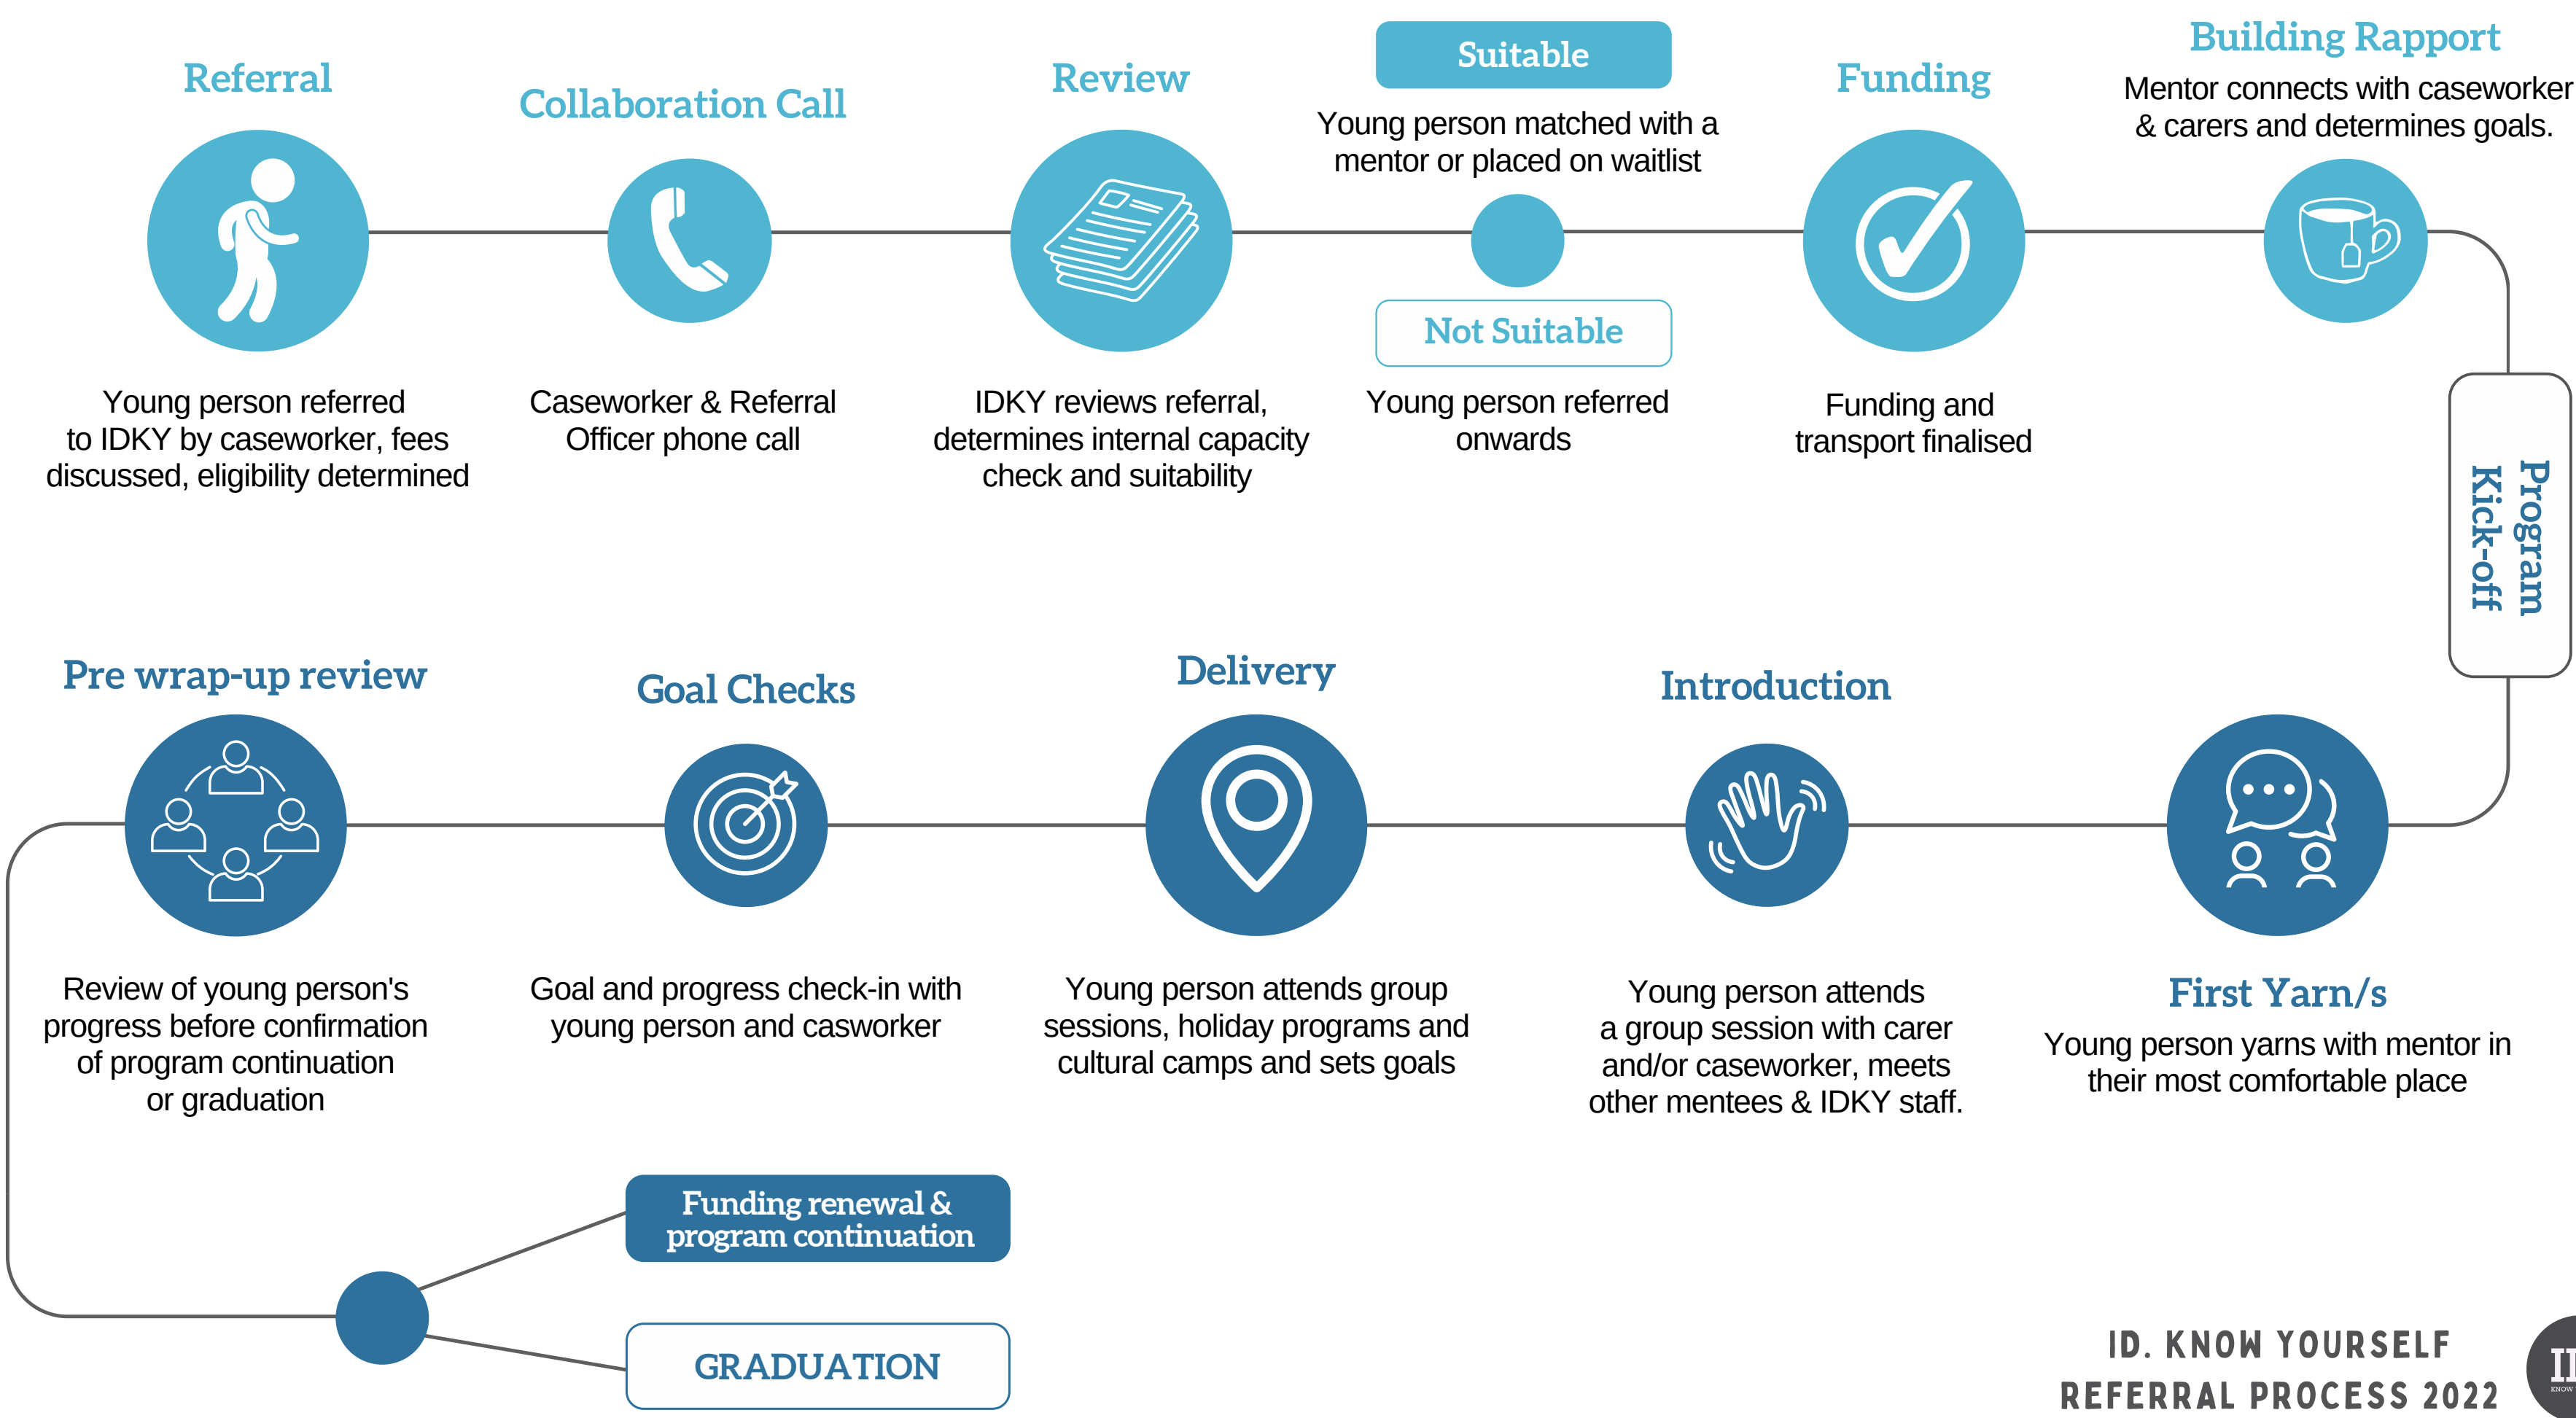 Referral
Young person referred
to IDKY by caseworker, fees
discussed, eligibility determined
Collaboration Call
Caseworker & Referral
Officer phone call
Review
IDKY reviews referral,
determines internal capacity
check and suitability
Suitable
Young person matched with a
mentor or placed on waitlist
Not Suitable
Young person referred
onwards
Funding
Funding and
transport finalised
Building Rapport
Mentor connects with caseworker
& carers and determines goals.
Program
Kick-off
First Yarn/s
Young person yarns with mentor in
their most comfortable place
Introduction
Young person attends
a group session with carer
and/or caseworker, meets
other mentees & IDKY staff.
Delivery
Young person attends group
sessions, holiday programs and
cultural camps and sets goals
Goal Checks
Goal and progress check-in with
young person and casworker
Pre wrap-up review
Review of young person's
progress before confirmation
of program continuation
or graduation
Funding renewal &
program continuation
GRADUATION
ID. KNOW YOURSELF
REFERRAL PROCESS 2022
KNOW